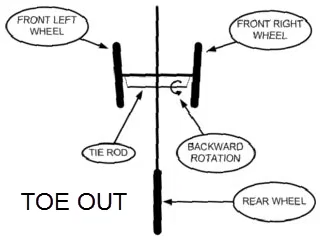 FRONT LEFT
WHEEL
FRONT RIGHT
WHEEL
TIE ROD
BACKWARD
ROTATION
TOE OUT
REAR WHEEL